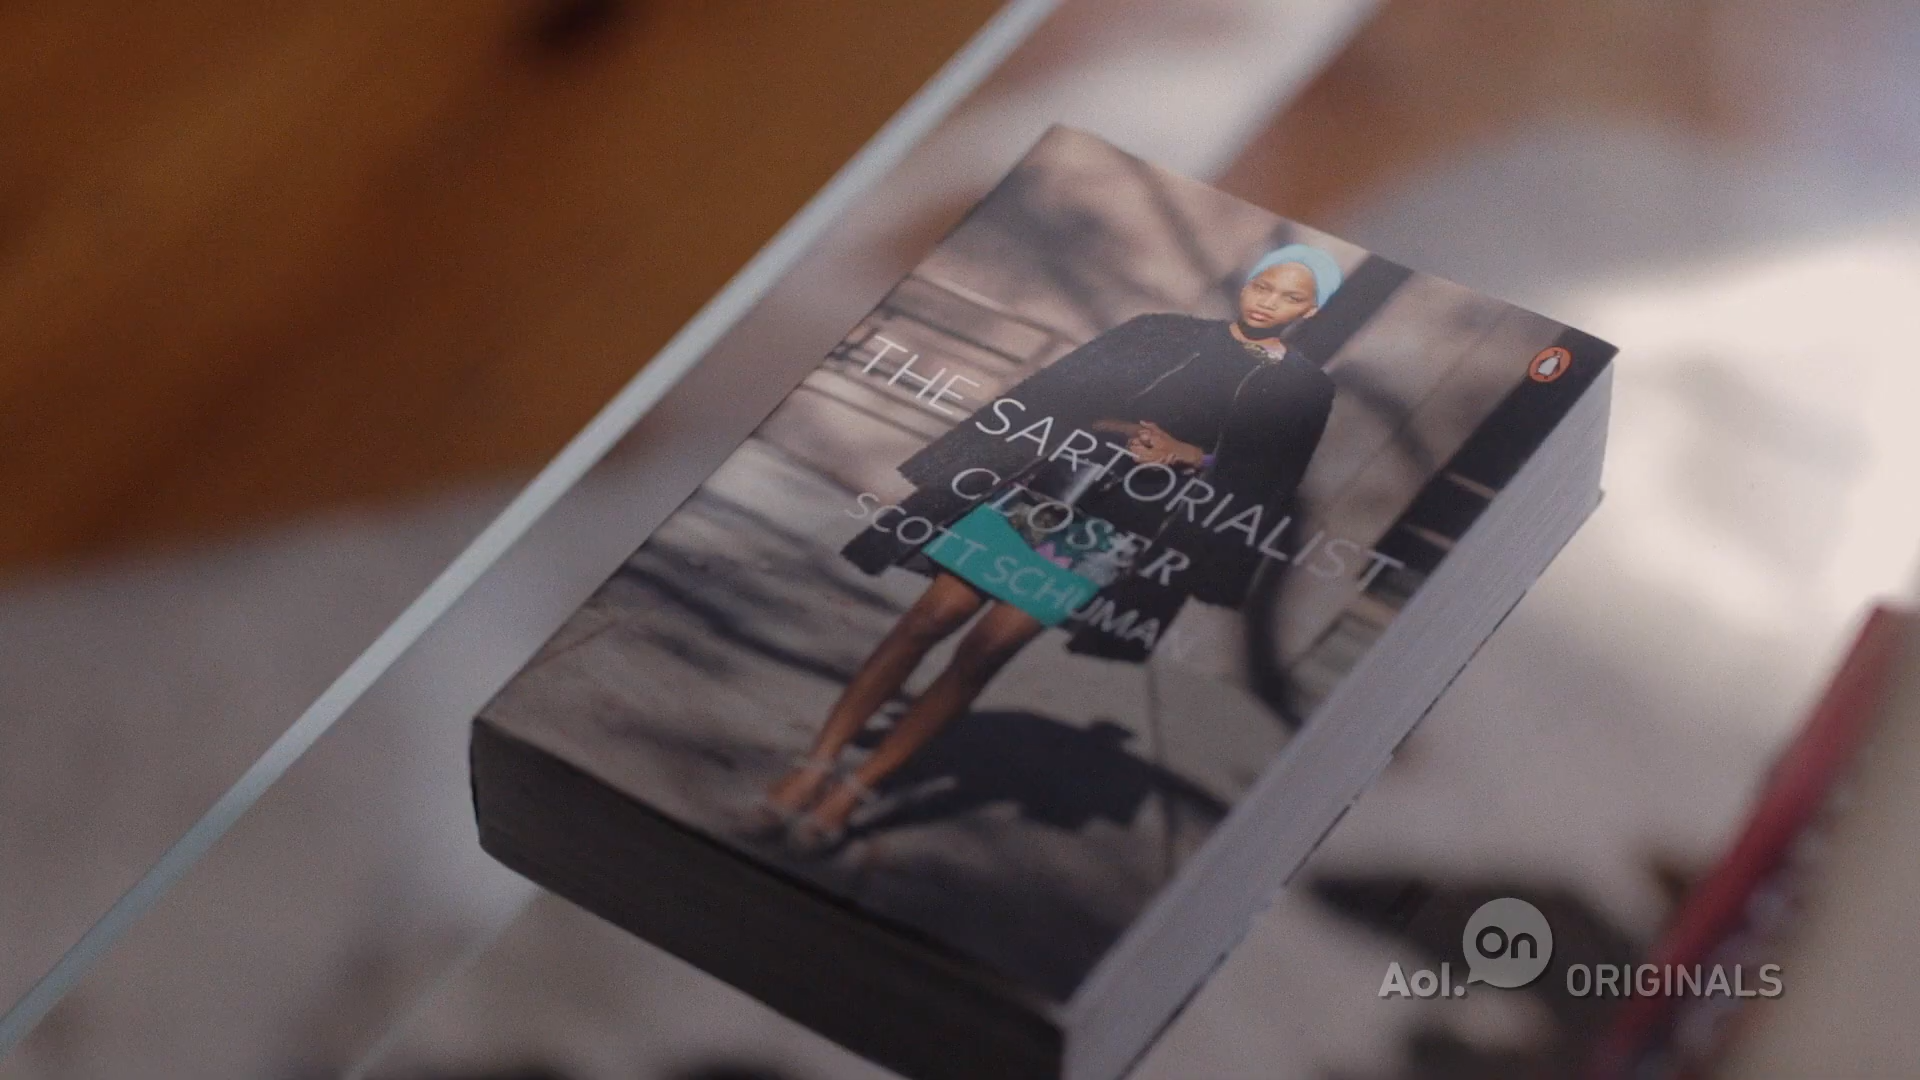 THE SARTORIALIST
CLOSER
SCOTT SCHUMAN
Aol. On ORIGINALS